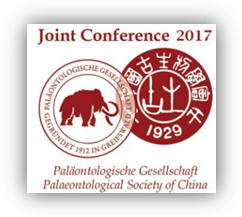 Joint Conference 2017
PALÄONTOLOGISCHE GESELLSCHAFT
GEGRÜNDET 1912 IN GREIFSWALD
1929
Paläontologische Gesellschaft
Palaeontological Society of China